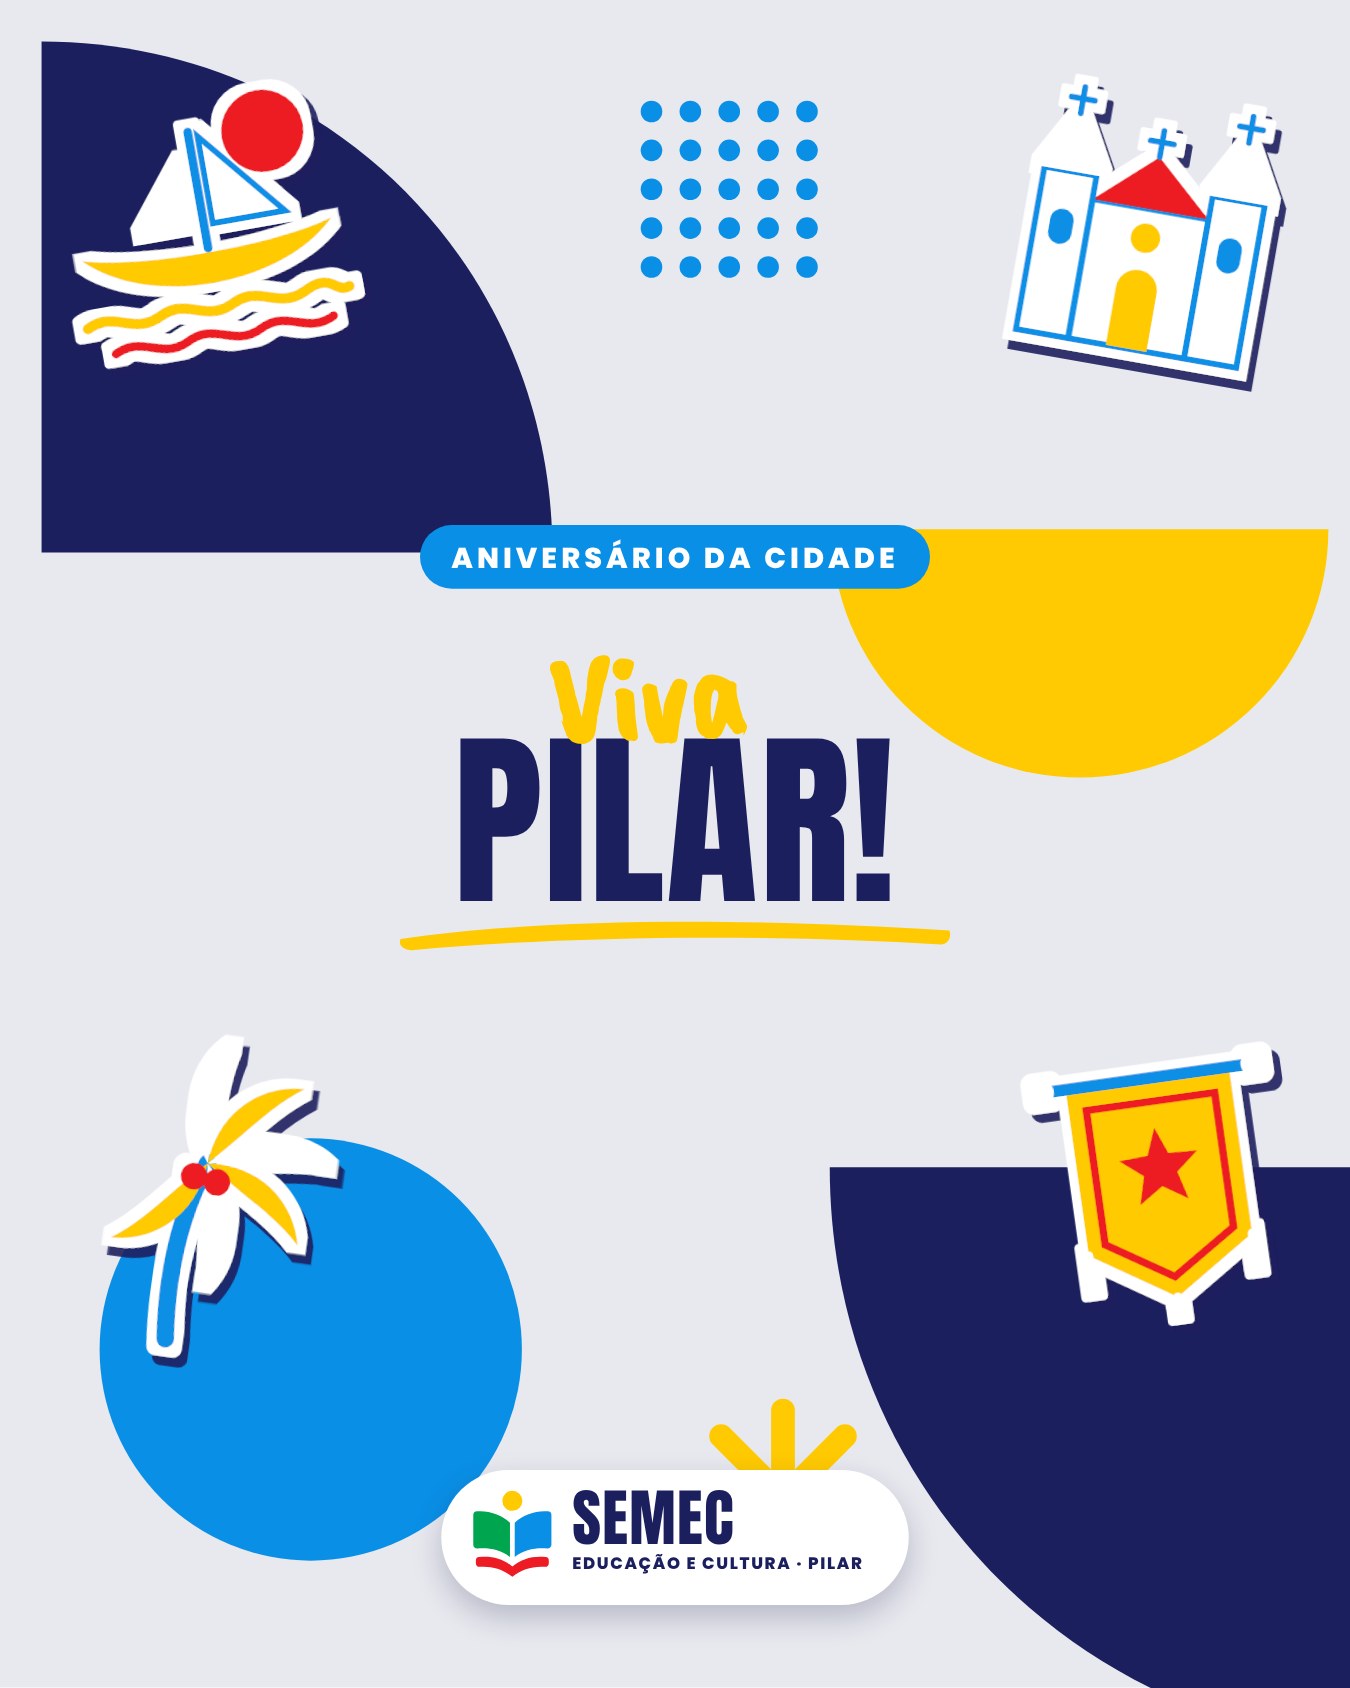 ANIVERSÁRIO DA CIDADE
Viva
PILAR!
SEMEC
EDUCAÇÃO E CULTURA · PILAR